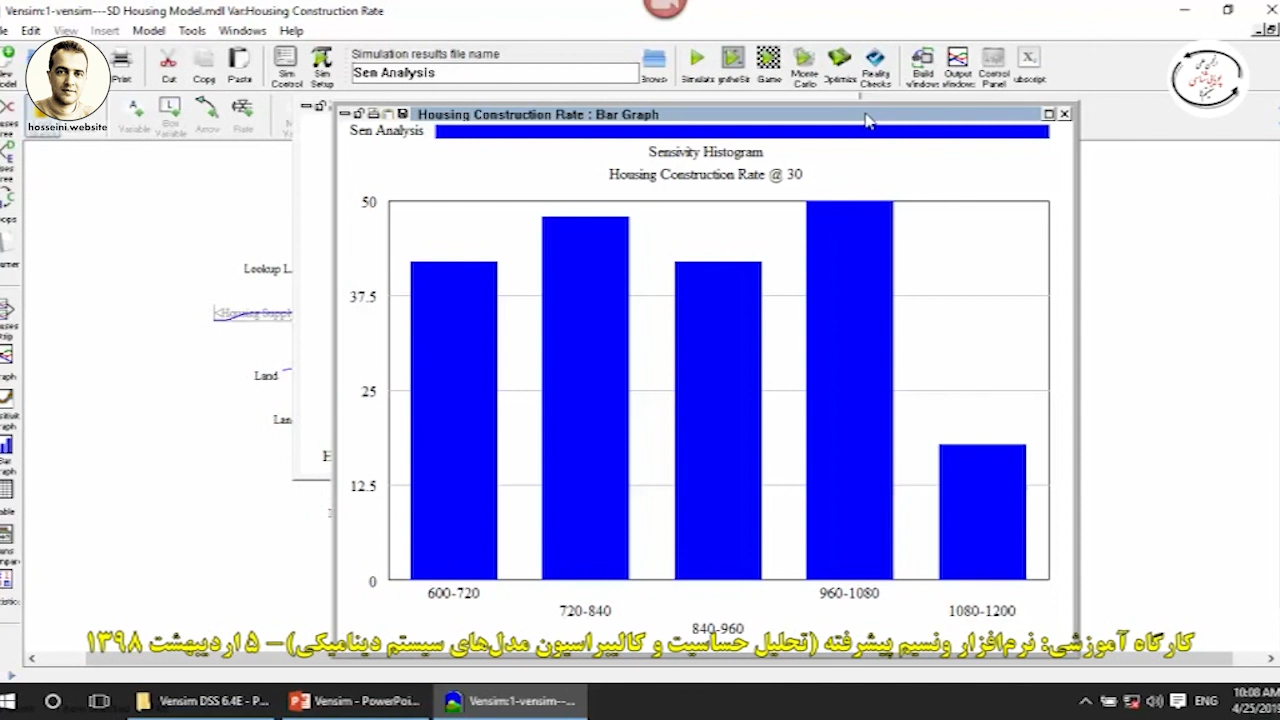 Vensim:1-vensim---SD Housing Model.mdl Var:Housing Construction Rate
Edit View Insert Model Tools Windows Help
Simulation results file name
Sen Analysis
Print Cut Copy Paste Sim Control Sim Setup Browse Simulate Game Monte Carlo Optimize Reality Checks Build Windows Output Windows Control Panel
Variable Box Variable Arrow Rate
hosseini.website
Housing Construction Rate : Bar Graph
Sen Analysis
Sensivity Histogram
Housing Construction Rate @ 30
50
37.5
25
12.5
0
600-720
720-840
840-960
960-1080
1080-1200
Lookup L
Housing Suppl
Land
Lan
H
کارگاه آموزشی: نرم‌افزار ونسیم پیشرفته (تحلیل حساسیت و کالیبراسیون مدل‌های سیستم دینامیکی)– ۵ اردیبهشت ۱۳۹۸
Vensim DSS 6.4E - P...
Vensim - PowerPoi...
Vensim:1-vensim--...
ENG
10:08 AM
4/25/201